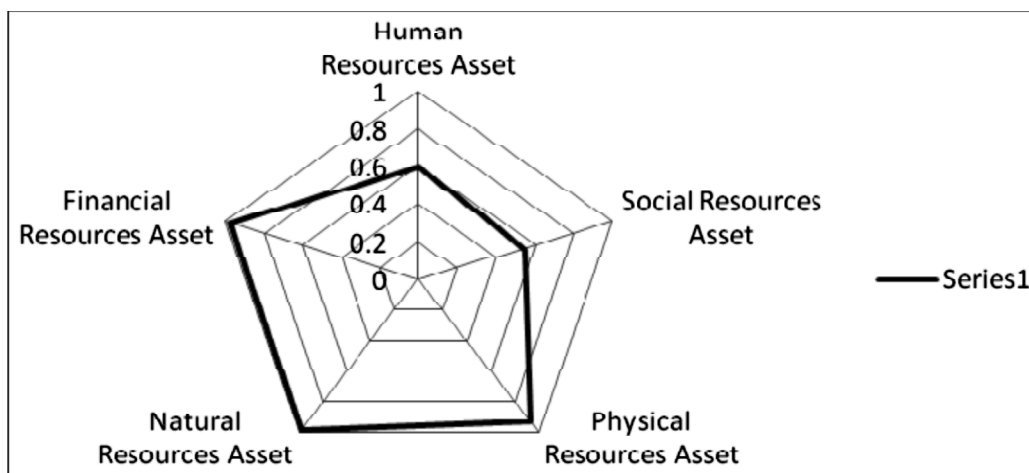 Human
Resources Asset
1
0.8
0.6
0.4
0.2
0
Financial
Resources Asset
Social Resources
Asset
Series1
Natural
Resources Asset
Physical
Resources Asset